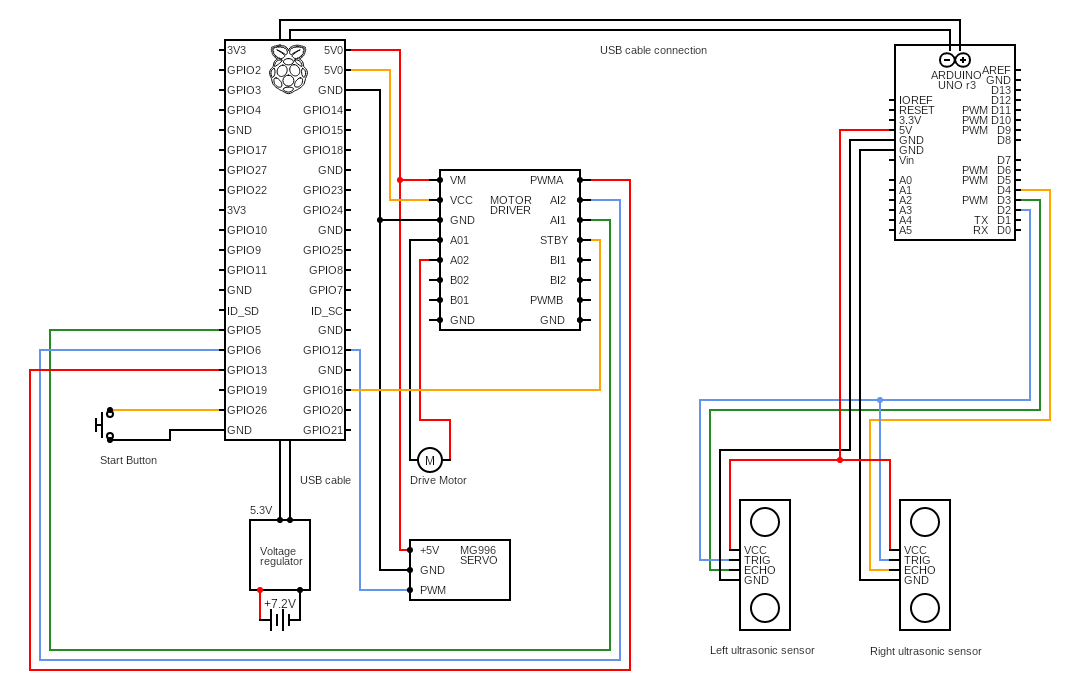 USB cable connection
3V3
GPIO2
GPIO3
GPIO4
GND
GPIO17
GPIO27
GPIO22
3V3
GPIO10
GPIO9
GPIO11
GND
ID_SD
GPIO5
GPIO6
GPIO13
GPIO19
GPIO26
GND
5V0
5V0
GND
GPIO14
GPIO15
GPIO18
GND
GPIO23
GPIO24
GND
GPIO25
GPIO8
GPIO7
ID_SC
GND
GPIO12
GND
GPIO16
GPIO20
GPIO21
Start Button
USB cable
5.3V
Voltage
regulator
+7.2V
MOTOR
DRIVER
VM
VCC
GND
A01
A02
B02
B01
GND
PWMA
AI2
AI1
STBY
BI1
BI2
PWMB
GND
M
Drive Motor
MG996
SERVO
+5V
GND
PWM
ARDUINO
UNO r3
IOREF
RESET
3.3V
5V
GND
GND
Vin
A0
A1
A2
A3
A4
A5
AREF
GND
D13
D12
PWM D11
PWM D10
PWM D9
D8
D7
PWM D6
PWM D5
D4
PWM D3
D2
TX D1
RX D0
VCC
TRIG
ECHO
GND
Left ultrasonic sensor
VCC
TRIG
ECHO
GND
Right ultrasonic sensor